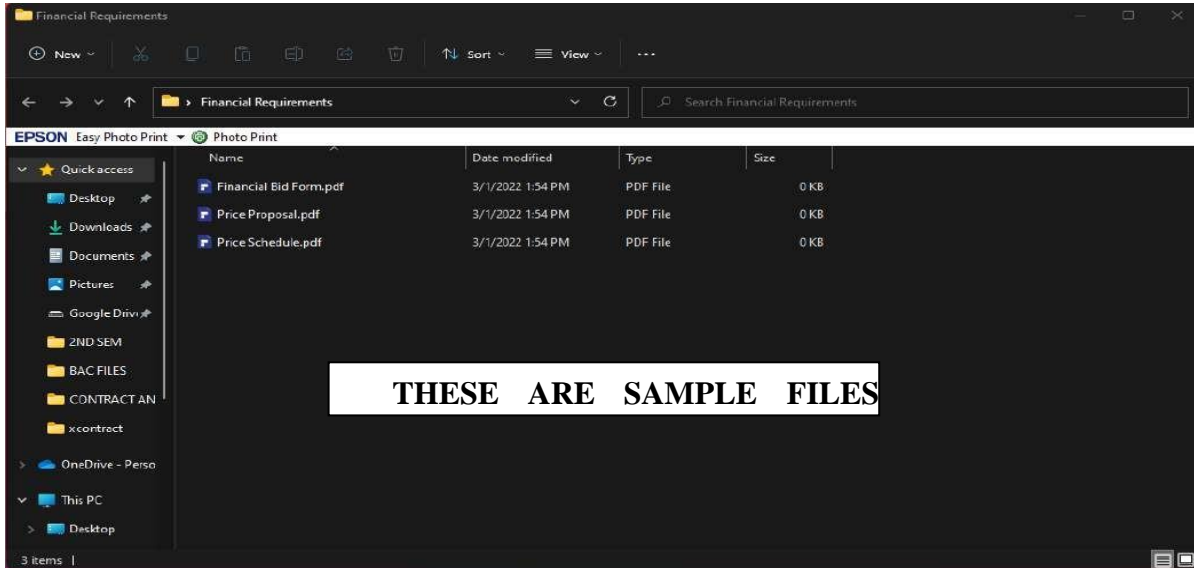 Financial Requirements
New Sort View ...
Financial Requirements Search Financial Requirements
EPSON Easy Photo Print Photo Print
Name Date modified Type Size
Quick access
Financial Bid Form.pdf 3/1/2022 1:54 PM PDF File 0 KB
Desktop
Price Proposal.pdf 3/1/2022 1:54 PM PDF File 0 KB
Downloads
Price Schedule.pdf 3/1/2022 1:54 PM PDF File 0 KB
Documents
Pictures
Google Driv
2ND SEM
BAC FILES
THESE ARE SAMPLE FILES
CONTRACT AN
xcontract
OneDrive - Perso
This PC
Desktop
3 items